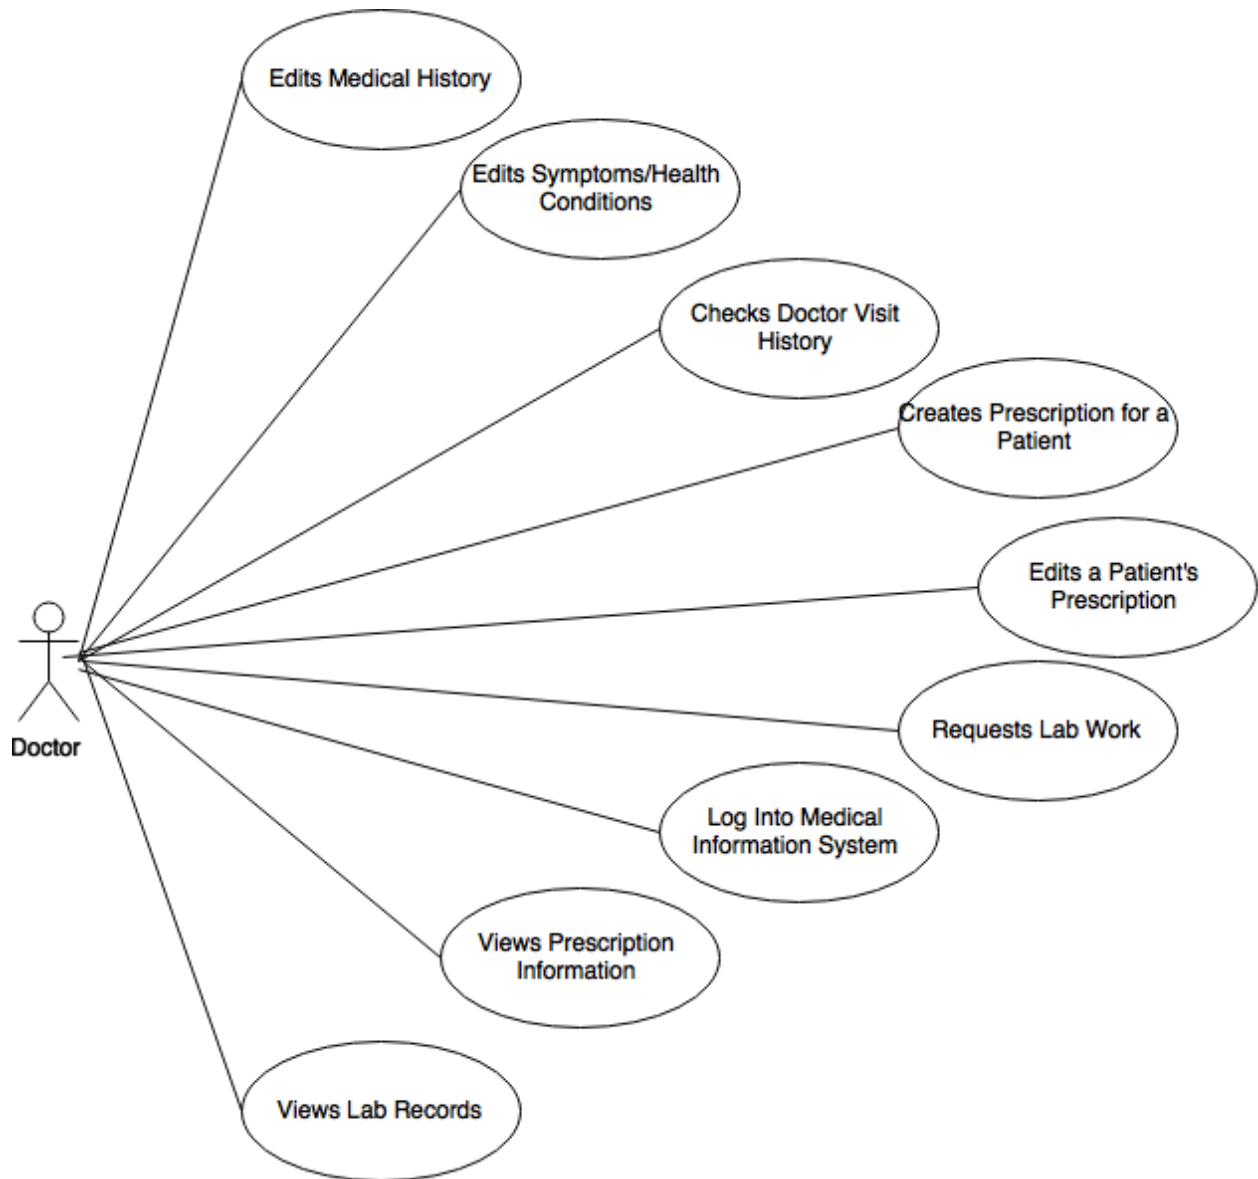 Edits Medical History
Edits Symptoms/Health
Conditions
Checks Doctor Visit
History
Creates Prescription for a
Patient
Edits a Patient's
Prescription
Doctor
Requests Lab Work
Log Into Medical
Information System
Views Prescription
Information
Views Lab Records